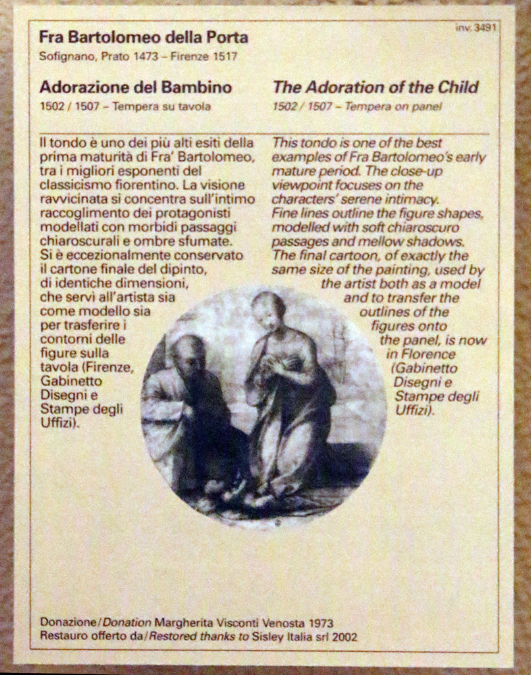 inv. 3491
Fra Bartolomeo della Porta
Sofignano, Prato 1473 – Firenze 1517
Adorazione del Bambino
1502 / 1507 – Tempera su tavola
Il tondo è uno dei più alti esiti della
prima maturità di Fra' Bartolomeo,
tra i migliori esponenti del
classicismo fiorentino. La visione
ravvicinata si concentra sull'intimo
raccoglimento dei protagonisti
modellati con morbidi passaggi
chiaroscurali e ombre sfumate.
Si è eccezionalmente conservato
il cartone finale del dipinto,
di identiche dimensioni,
che servì all'artista sia
come modello sia
per trasferire i
contorni delle
figure sulla
tavola (Firenze,
Gabinetto
Disegni e
Stampe degli
Uffizi).
The Adoration of the Child
1502 / 1507 – Tempera on panel
This tondo is one of the best
examples of Fra Bartolomeo's early
mature period. The close-up
viewpoint focuses on the
characters' serene intimacy.
Fine lines outline the figure shapes,
modelled with soft chiaroscuro
passages and mellow shadows.
The final cartoon, of exactly the
same size of the painting, used by
the artist both as a model
and to transfer the
outlines of the
figures onto
the panel, is now
in Florence
(Gabinetto
Disegni e
Stampe degli
Uffizi).
Donazione/Donation Margherita Visconti Venosta 1973
Restauro offerto da/Restored thanks to Sisley Italia srl 2002